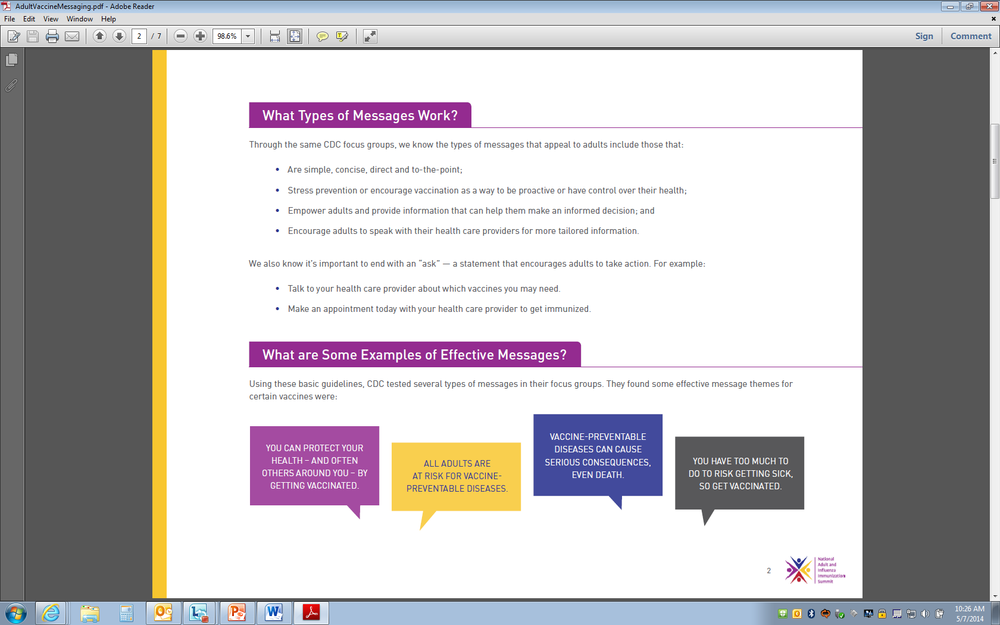 AdultVaccineMessaging.pdf - Adobe Reader
File Edit View Window Help
2 / 7 98.6% Sign Comment
What Types of Messages Work?
Through the same CDC focus groups, we know the types of messages that appeal to adults include those that:
• Are simple, concise, direct and to-the-point;
• Stress prevention or encourage vaccination as a way to be proactive or have control over their health;
• Empower adults and provide information that can help them make an informed decision; and
• Encourage adults to speak with their health care providers for more tailored information.
We also know it's important to end with an “ask” — a statement that encourages adults to take action. For example:
• Talk to your health care provider about which vaccines you may need.
• Make an appointment today with your health care provider to get immunized.
What are Some Examples of Effective Messages?
Using these basic guidelines, CDC tested several types of messages in their focus groups. They found some effective message themes for
certain vaccines were:
YOU CAN PROTECT YOUR
HEALTH – AND OFTEN
OTHERS AROUND YOU – BY
GETTING VACCINATED.
ALL ADULTS ARE
AT RISK FOR VACCINE-
PREVENTABLE DISEASES.
VACCINE-PREVENTABLE
DISEASES CAN CAUSE
SERIOUS CONSEQUENCES,
EVEN DEATH.
YOU HAVE TOO MUCH TO
DO TO RISK GETTING SICK,
SO GET VACCINATED.
2
National
Adult and
Influenza
Immunization
Summit
10:26 AM
5/7/2014